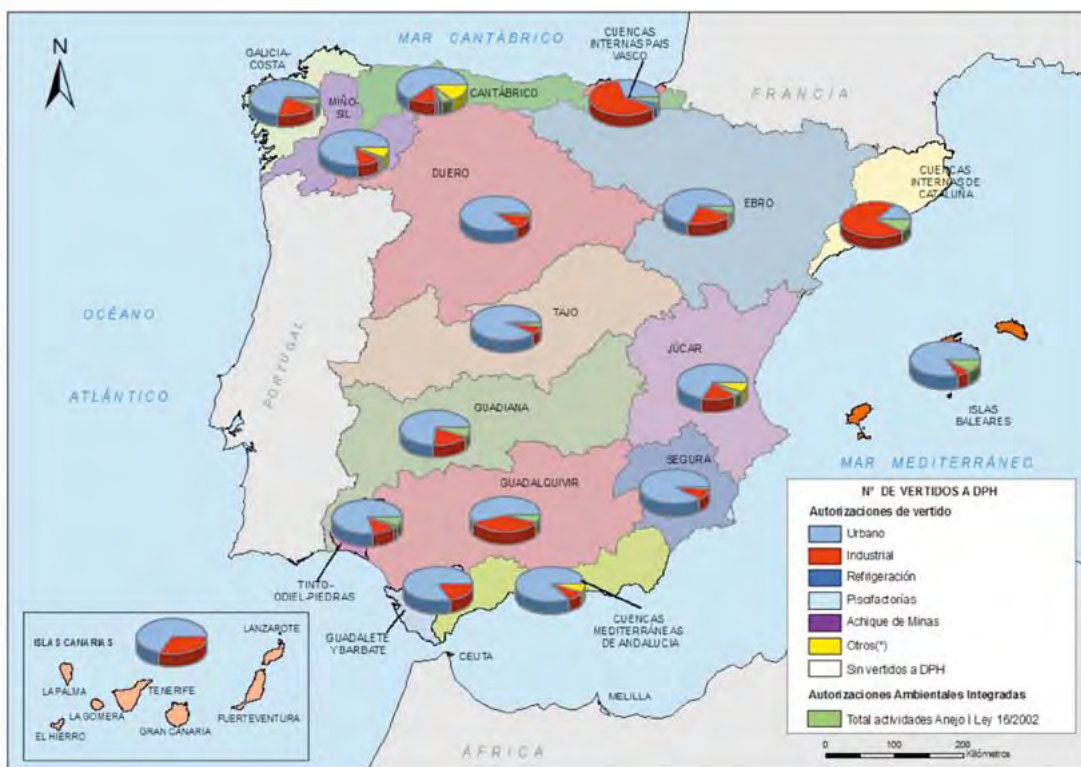 MAR CANTÁBRICO
CUENCAS
INTERNAS PAIS
VASCO
N
GALICIA-
COSTA
CANTÁBRICO
FRANCIA
MIÑO-
SIL
CUENCAS
INTERNAS DE
CATALUÑA
DUERO
EBRO
OCÉANO
ATLÁNTICO
PORTUGAL
TAJO
JÚCAR
GUADIANA
ISLAS
BALEARES
SEGURA
MAR MEDITERRÁNEO
GUADALQUIVIR
TINTO-
ODIEL-PIEDRAS
GUADALETE
Y BARBATE
CUENCAS
MEDITERRÁNEAS
DE ANDALUCIA
CEUTA
MELILLA
ÁFRICA
ISLAS CANARIAS
LANZAROTE
LA PALMA
TENERIFE
LA GOMERA
FUERTEVENTURA
EL HIERRO
GRAN CANARIA
Nº DE VERTIDOS A DPH
Autorizaciones de vertido
Urbano
Industrial
Refrigeración
Piscifactorías
Achique de Minas
Otros(*)
Sin vertidos a DPH
Autorizaciones Ambientales Integradas
Total actividades Anejo I Ley 16/2002
0 100 200
Kilómetros